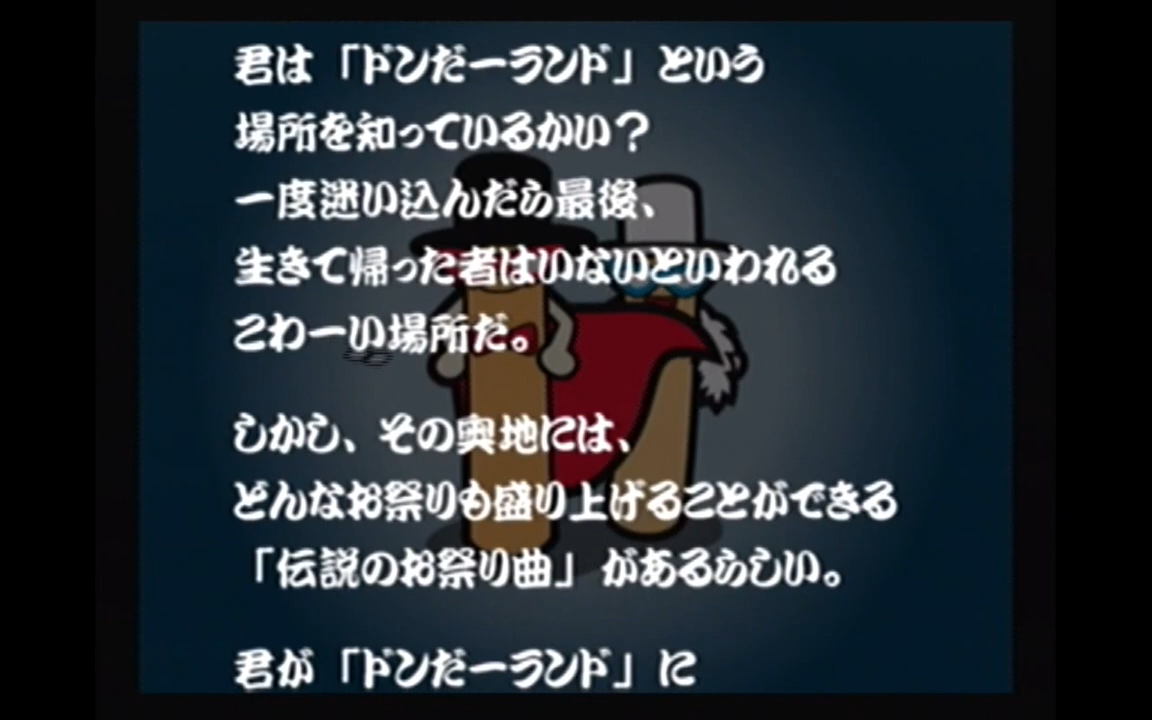 君は「ドンだーランド」という
場所を知っているかい？
一度迷い込んだら最後、
生きて帰った者はいないといわれる
こわーい場所だ。
しかし、その奥地には、
どんなお祭りも盛り上げることができる
「伝説のお祭り曲」があるらしい。
君が「ドンだーランド」に